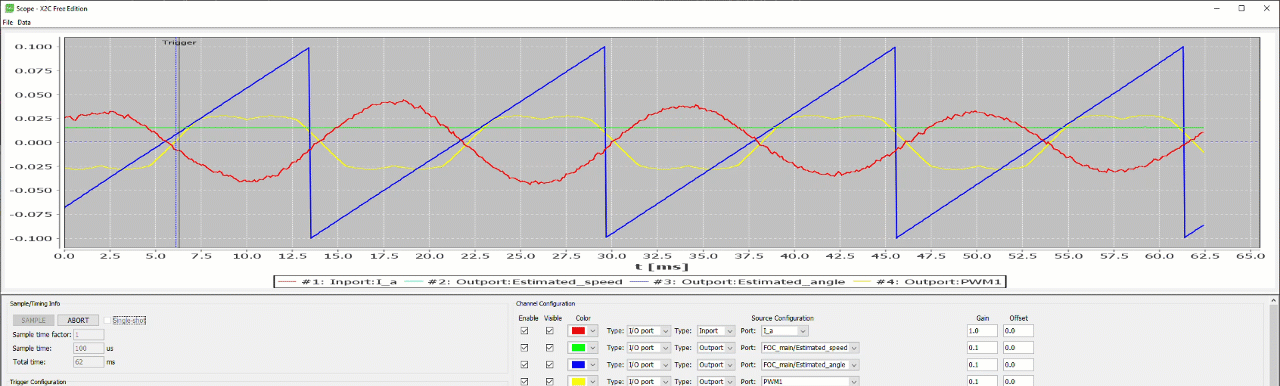 Scope - X2C Free Edition
File Data
Trigger
0.100
0.075
0.050
0.025
0.000
-0.025
-0.050
-0.075
-0.100
0.0 2.5 5.0 7.5 10.0 12.5 15.0 17.5 20.0 22.5 25.0 27.5 30.0 32.5 35.0 37.5 40.0 42.5 45.0 47.5 50.0 52.5 55.0 57.5 60.0 62.5 65.0
t [ms]
#1: Inport:I_a #2: Outport:Estimated_speed #3: Outport:Estimated_angle #4: Outport:PWM1
Sample/Timing Info
SAMPLE ABORT Single-shot
Sample time factor: 1
Sample time: 100 us
Total time: 62 ms
Trigger Configuration
Channel Configuration
Enable Visible Color Source Configuration Gain Offset
Type: I/O port Type: Inport Port: I_a 1.0 0.0
Type: I/O port Type: Outport Port: FOC_main/Estimated_speed 0.1 0.0
Type: I/O port Type: Outport Port: FOC_main/Estimated_angle 0.1 0.0
Type: I/O port Type: Outport Port: PWM1 0.1 0.0